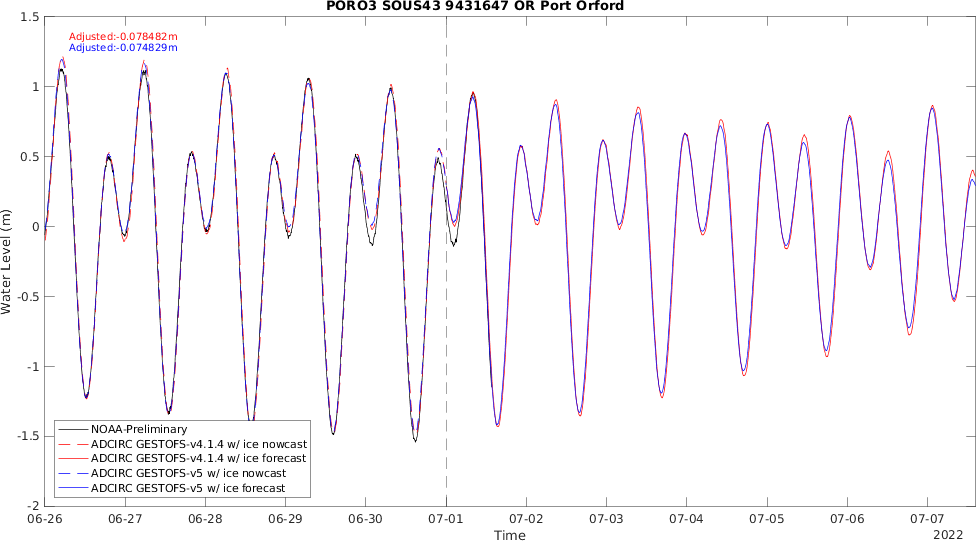 PORO3 SOUS43 9431647 OR Port Orford
Adjusted:-0.078482m
Adjusted:-0.074829m
1.5
1
0.5
0
-0.5
-1
-1.5
-2
Water Level (m)
NOAA-Preliminary
ADCIRC GESTOFS-v4.1.4 w/ ice nowcast
ADCIRC GESTOFS-v4.1.4 w/ ice forecast
ADCIRC GESTOFS-v5 w/ ice nowcast
ADCIRC GESTOFS-v5 w/ ice forecast
06-26 06-27 06-28 06-29 06-30 07-01 07-02 07-03 07-04 07-05 07-06 07-07
Time
2022